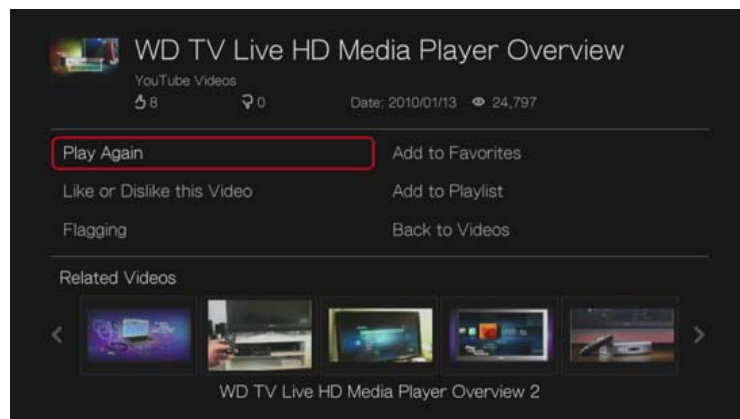 WD TV Live HD Media Player Overview
YouTube Videos
8 0 Date: 2010/01/13 24,797
Play Again Add to Favorites
Like or Dislike this Video Add to Playlist
Flagging Back to Videos
Related Videos
WD TV Live HD Media Player Overview 2